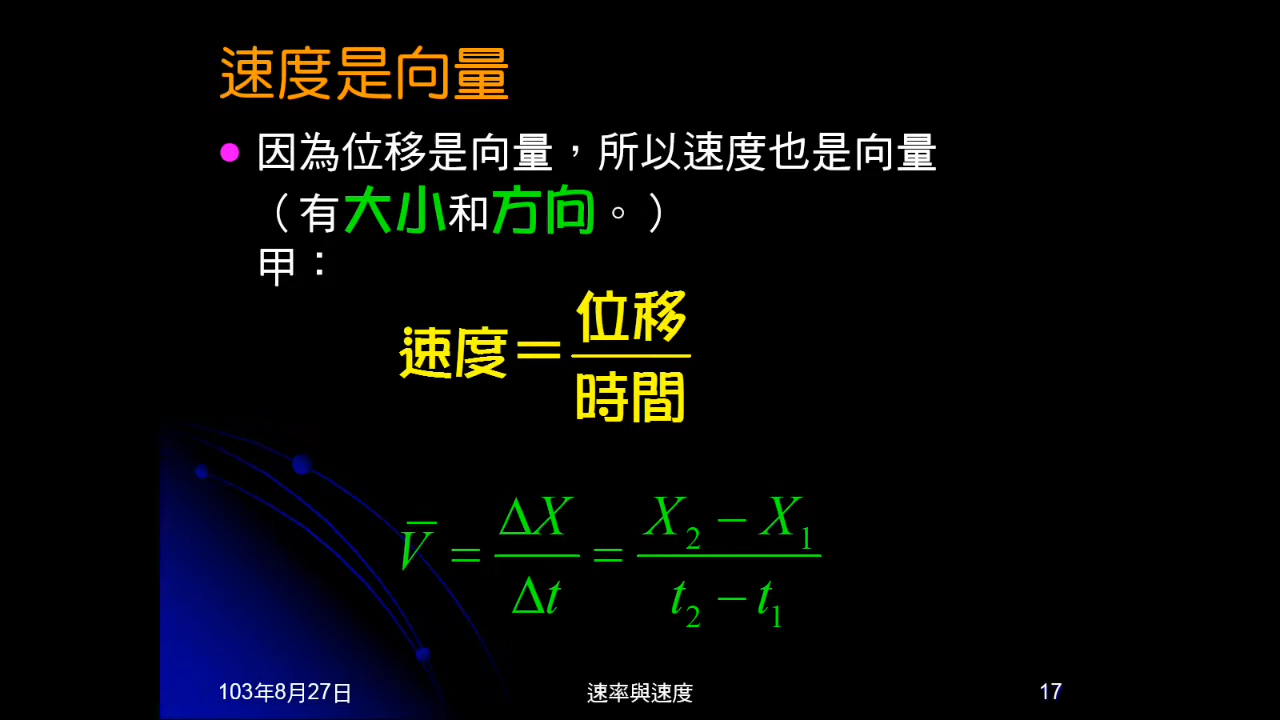 速度是向量
因為位移是向量，所以速度也是向量
（有大小和方向。）
甲：
速度＝位移/時間
V̅ = ΔX/Δt = (X₂ − X₁)/(t₂ − t₁)
103年8月27日 速率與速度 17